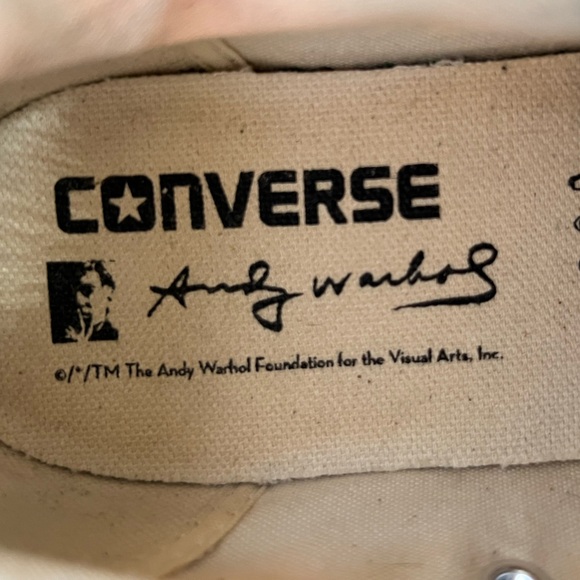 CONVERSE
Andy Warhol
©/*/TM The Andy Warhol Foundation for the Visual Arts, Inc.